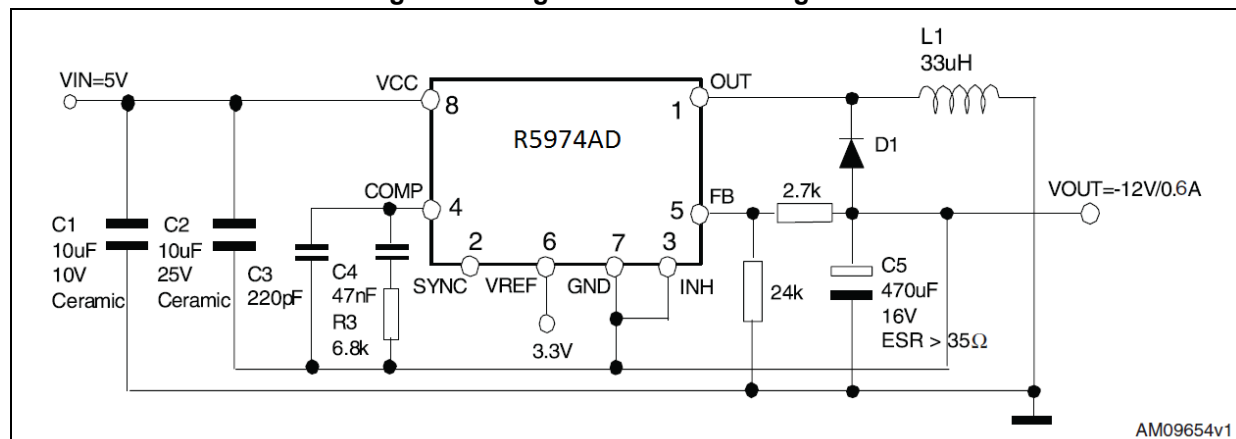 L1
33uH
VIN=5V
VCC
OUT
8
1
R5974AD
D1
COMP
FB
2.7k
VOUT=-12V/0.6A
4
5
C1
10uF
10V
Ceramic
C2
10uF
25V
Ceramic
C3
220pF
C4
47nF
R3
6.8k
2
6
7
3
SYNC
VREF
GND
INH
3.3V
24k
C5
470uF
16V
ESR > 35Ω
AM09654v1